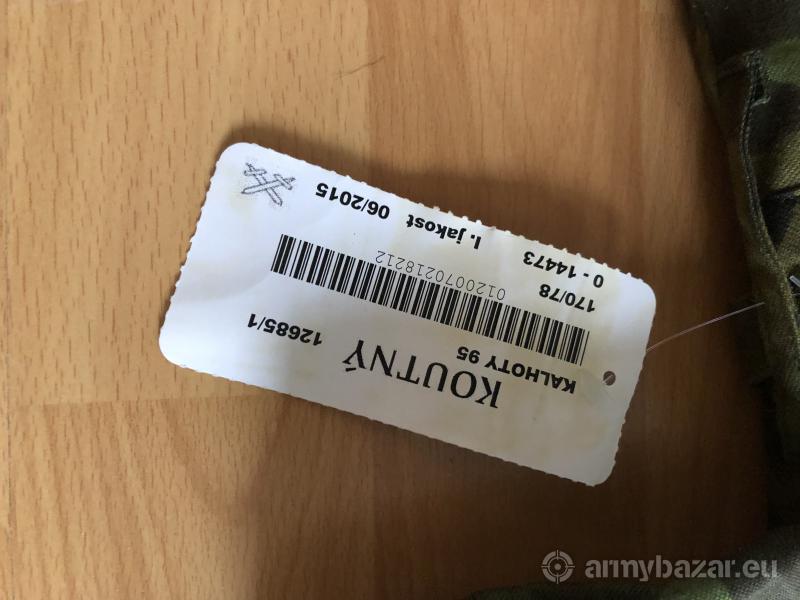 KOUTNÝ 12685/1
KALHOTY 95
0120070218212
170/78
0 - 14473 I. jakost 06/2015
armybazar.eu